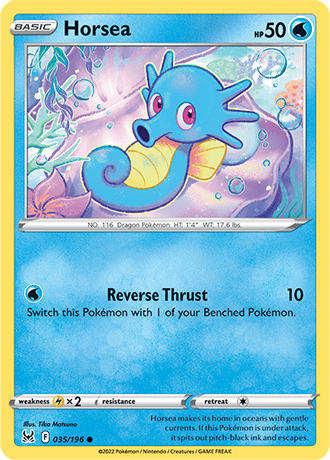 BASIC Horsea HP 50
NO. 116 Dragon Pokémon HT: 1'4" WT: 17.6 lbs.
Reverse Thrust 10
Switch this Pokémon with 1 of your Benched Pokémon.
weakness ×2 resistance retreat
Illus. Tika Matsuno
F 035/196
Horsea makes its home in oceans with gentle
currents. If this Pokémon is under attack,
it spits out pitch-black ink and escapes.
©2022 Pokémon / Nintendo / Creatures / GAME FREAK